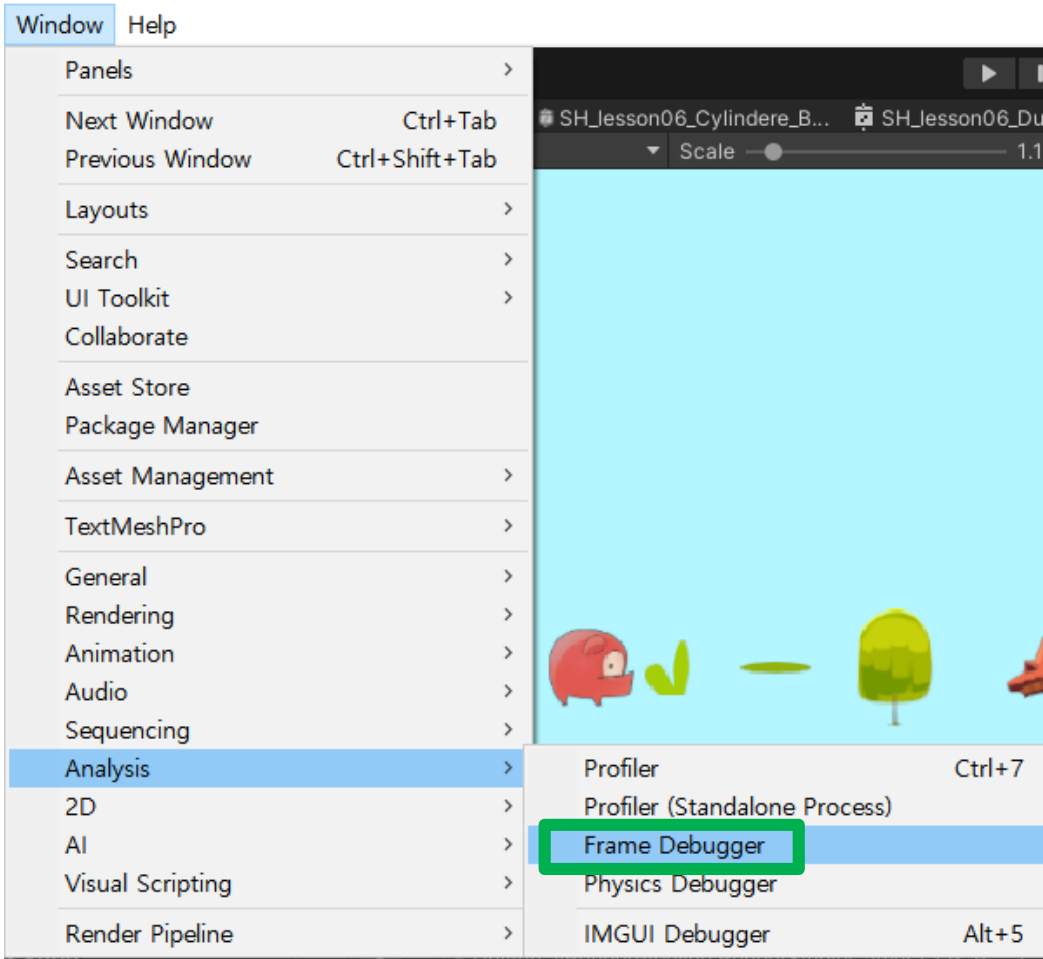 Window Help
Panels
Next Window Ctrl+Tab
Previous Window Ctrl+Shift+Tab
Layouts
Search
UI Toolkit
Collaborate
Asset Store
Package Manager
Asset Management
TextMeshPro
General
Rendering
Animation
Audio
Sequencing
Analysis
2D
AI
Visual Scripting
Render Pipeline
SH_lesson06_Cylindere_B... SH_lesson06_Du
Scale 1.1
Profiler Ctrl+7
Profiler (Standalone Process)
Frame Debugger
Physics Debugger
IMGUI Debugger Alt+5